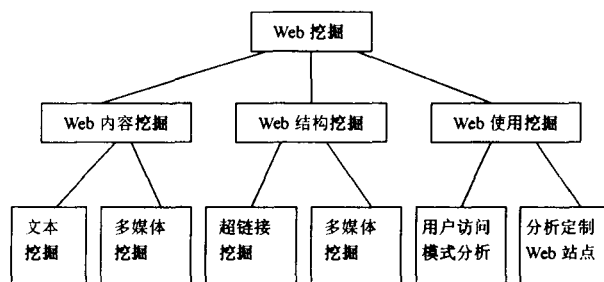 Web 挖掘
Web 内容挖掘
Web 结构挖掘
Web 使用挖掘
文本
挖掘
多媒体
挖掘
超链接
挖掘
多媒体
挖掘
用户访问
模式分析
分析定制
Web 站点